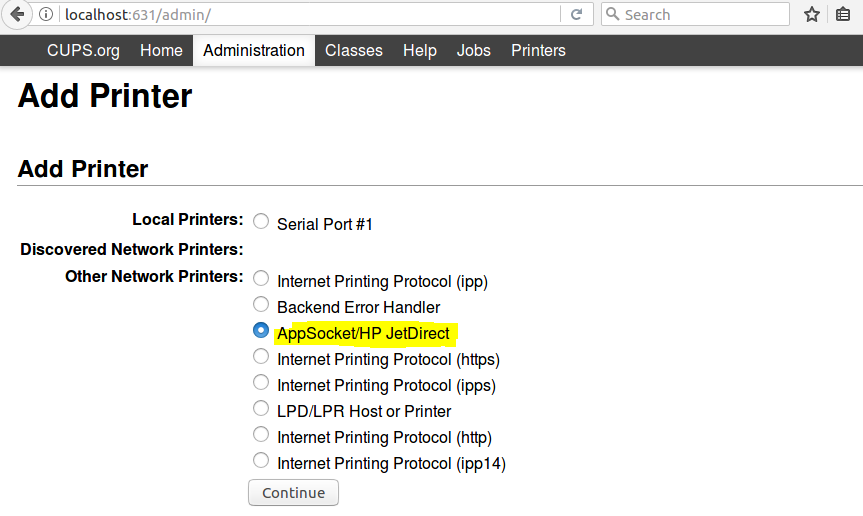 localhost:631/admin/
Search
CUPS.org Home Administration Classes Help Jobs Printers
Add Printer
Add Printer
Local Printers: Serial Port #1
Discovered Network Printers:
Other Network Printers: Internet Printing Protocol (ipp)
Backend Error Handler
AppSocket/HP JetDirect
Internet Printing Protocol (https)
Internet Printing Protocol (ipps)
LPD/LPR Host or Printer
Internet Printing Protocol (http)
Internet Printing Protocol (ipp14)
Continue